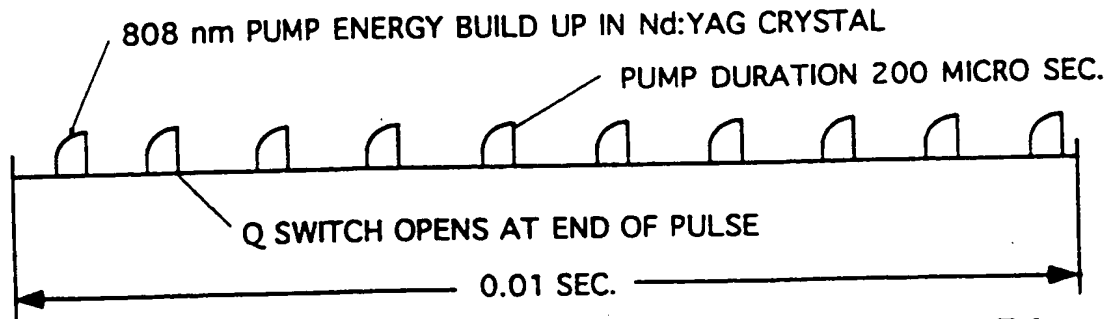 808 nm PUMP ENERGY BUILD UP IN Nd:YAG CRYSTAL
PUMP DURATION 200 MICRO SEC.
Q SWITCH OPENS AT END OF PULSE
0.01 SEC.